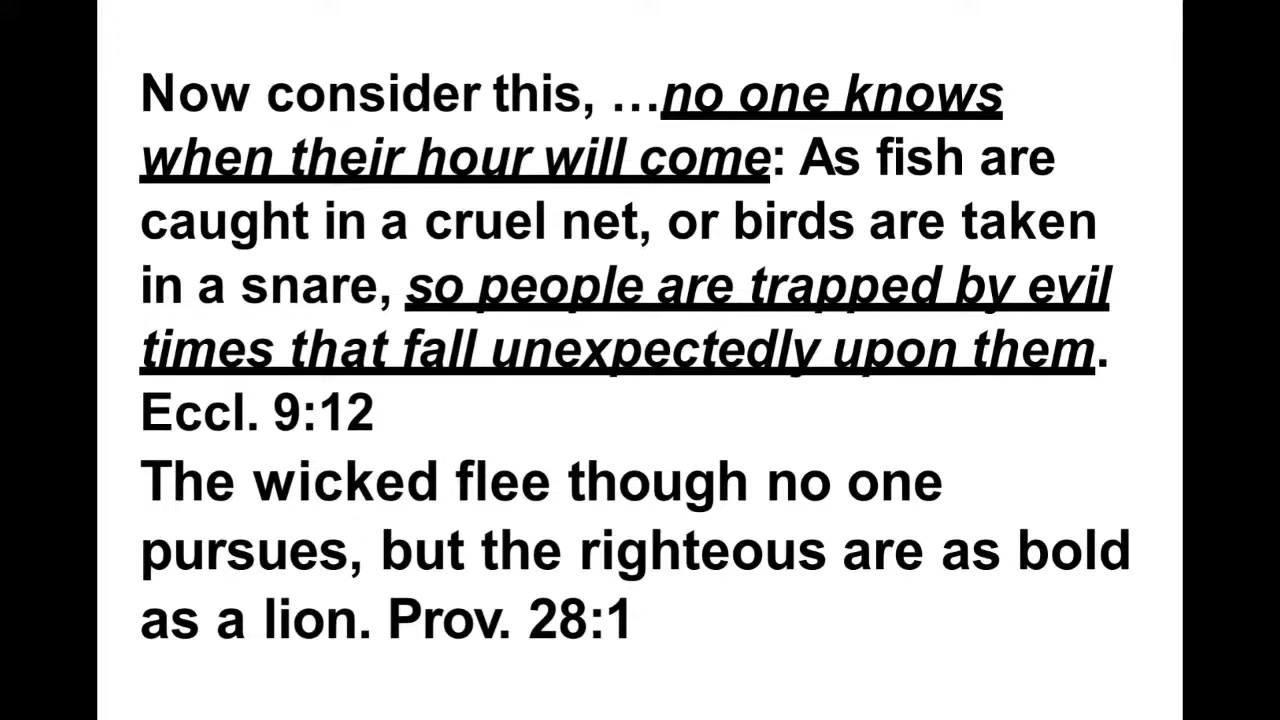 Now consider this, …no one knows
when their hour will come: As fish are
caught in a cruel net, or birds are taken
in a snare, so people are trapped by evil
times that fall unexpectedly upon them.
Eccl. 9:12
The wicked flee though no one
pursues, but the righteous are as bold
as a lion. Prov. 28:1